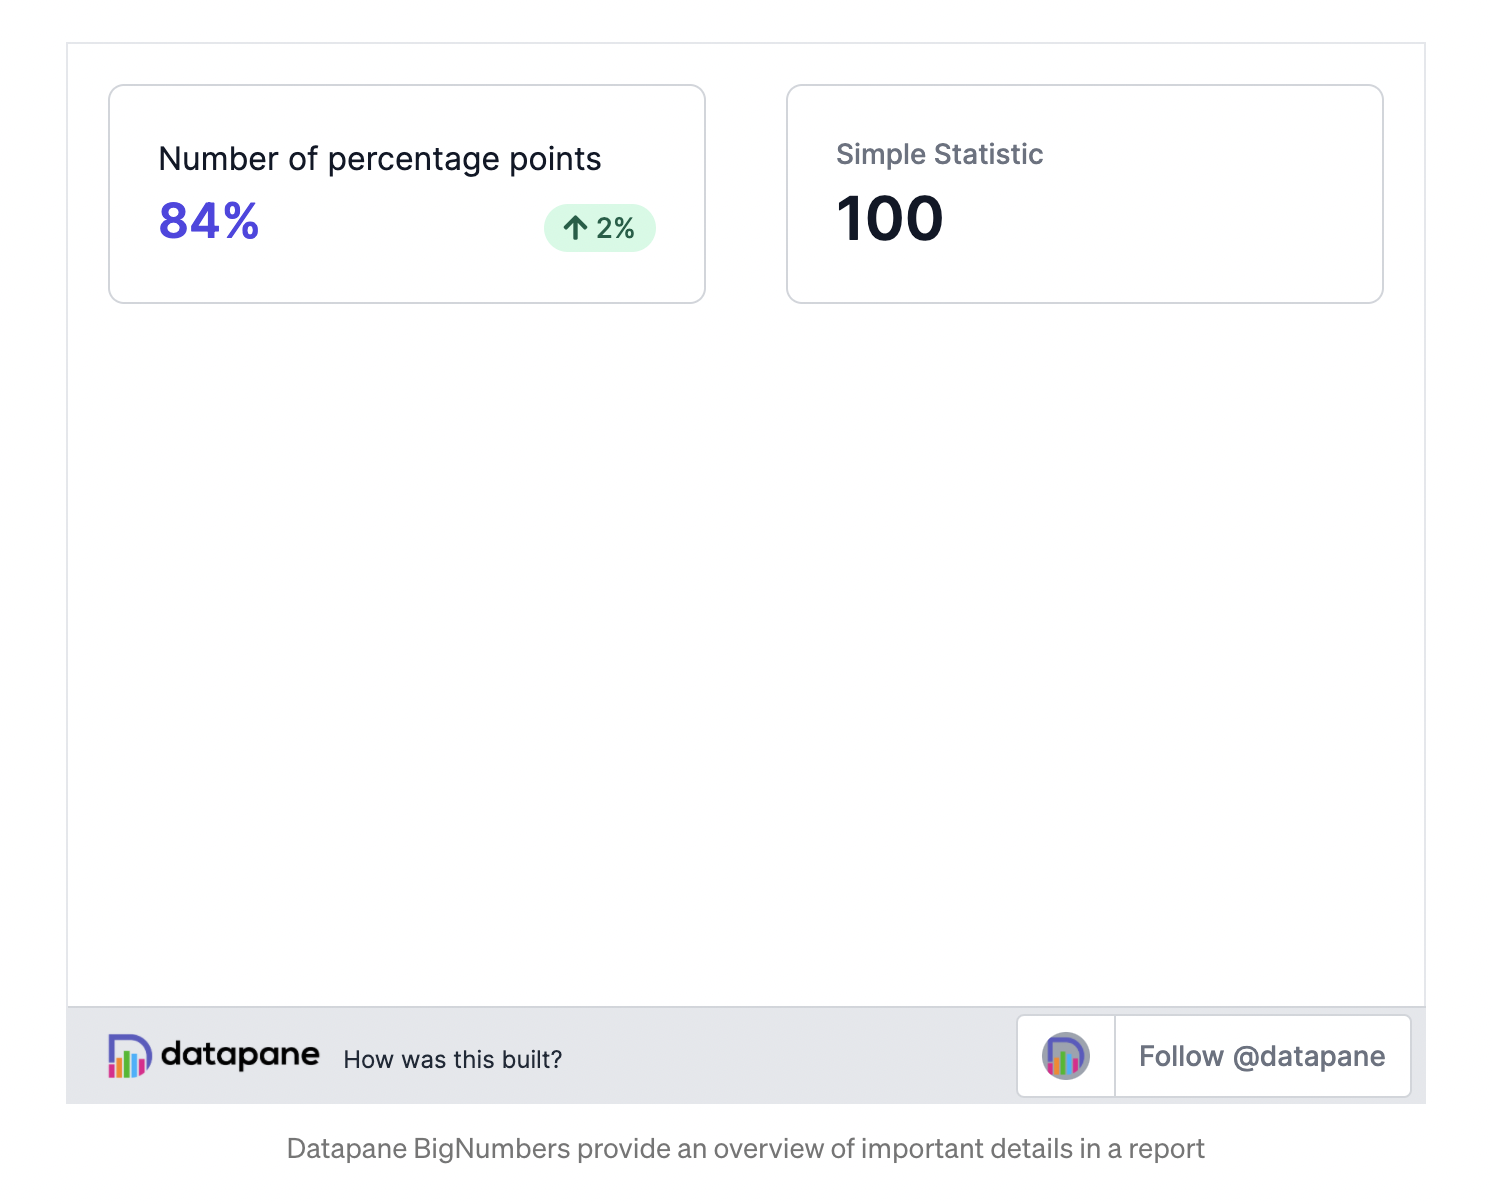 Number of percentage points
84%
↑ 2%
Simple Statistic
100
datapane
How was this built?
Follow @datapane
Datapane BigNumbers provide an overview of important details in a report